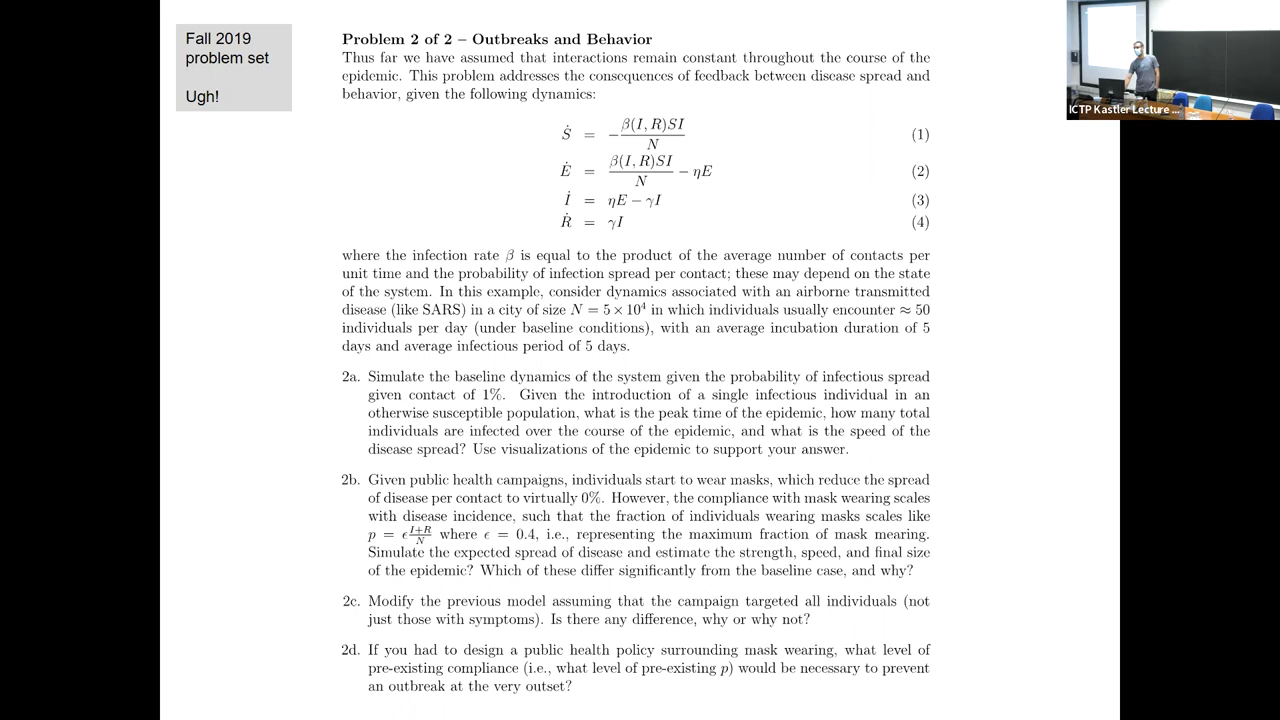 Fall 2019
problem set
Ugh!
Problem 2 of 2 – Outbreaks and Behavior
Thus far we have assumed that interactions remain constant throughout the course of the
epidemic. This problem addresses the consequences of feedback between disease spread and
behavior, given the following dynamics:
Ṡ = −β(I, R)SI/N (1)
Ė = β(I, R)SI/N − ηE (2)
İ = ηE − γI (3)
Ṙ = γI (4)
where the infection rate β is equal to the product of the average number of contacts per
unit time and the probability of infection spread per contact; these may depend on the state
of the system. In this example, consider dynamics associated with an airborne transmitted
disease (like SARS) in a city of size N = 5 × 10⁴ in which individuals usually encounter ≈ 50
individuals per day (under baseline conditions), with an average incubation duration of 5
days and average infectious period of 5 days.
2a. Simulate the baseline dynamics of the system given the probability of infectious spread
given contact of 1%. Given the introduction of a single infectious individual in an
otherwise susceptible population, what is the peak time of the epidemic, how many total
individuals are infected over the course of the epidemic, and what is the speed of the
disease spread? Use visualizations of the epidemic to support your answer.
2b. Given public health campaigns, individuals start to wear masks, which reduce the spread
of disease per contact to virtually 0%. However, the compliance with mask wearing scales
with disease incidence, such that the fraction of individuals wearing masks scales like
p = ϵ(I+R)/N where ϵ = 0.4, i.e., representing the maximum fraction of mask mearing.
Simulate the expected spread of disease and estimate the strength, speed, and final size
of the epidemic? Which of these differ significantly from the baseline case, and why?
2c. Modify the previous model assuming that the campaign targeted all individuals (not
just those with symptoms). Is there any difference, why or why not?
2d. If you had to design a public health policy surrounding mask wearing, what level of
pre-existing compliance (i.e., what level of pre-existing p) would be necessary to prevent
an outbreak at the very outset?
ICTP Kastler Lecture ...